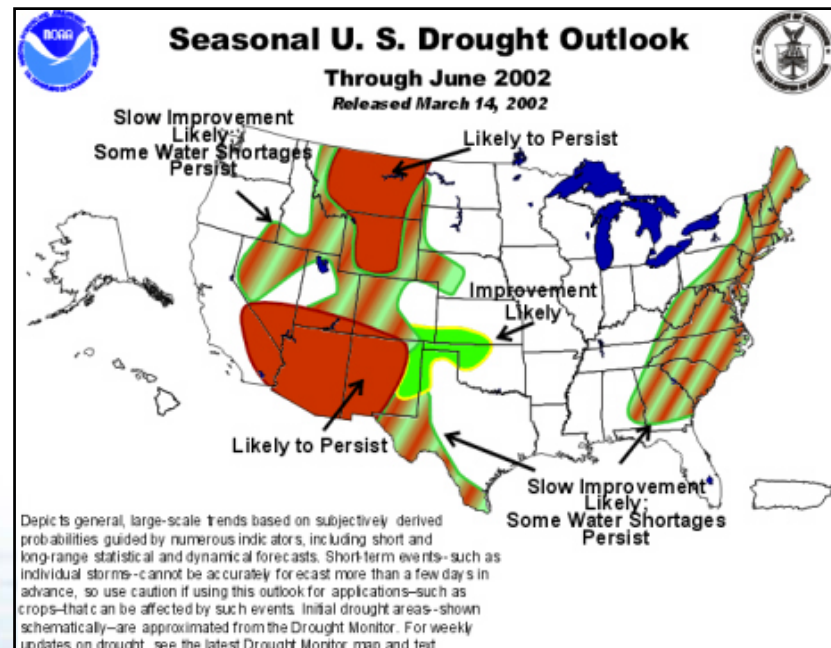 NOAA
Seasonal U. S. Drought Outlook
Through June 2002
Released March 14, 2002
Slow Improvement
Likely;
Some Water Shortages
Persist
Likely to Persist
Improvement
Likely
Likely to Persist
Slow Improvement
Likely;
Some Water Shortages
Persist
Depicts general, large-scale trends based on subjectively derived
probabilities guided by numerous indicators, including short and
long-range statistical and dynamical forecasts. Short-term events--such as
individual storms--cannot be accurately forecast more than a few days in
advance, so use caution if using this outlook for applications--such as
crops--that can be affected by such events. Initial drought areas--shown
schematically--are approximated from the Drought Monitor. For weekly
updates on drought, see the latest Drought Monitor map and text.